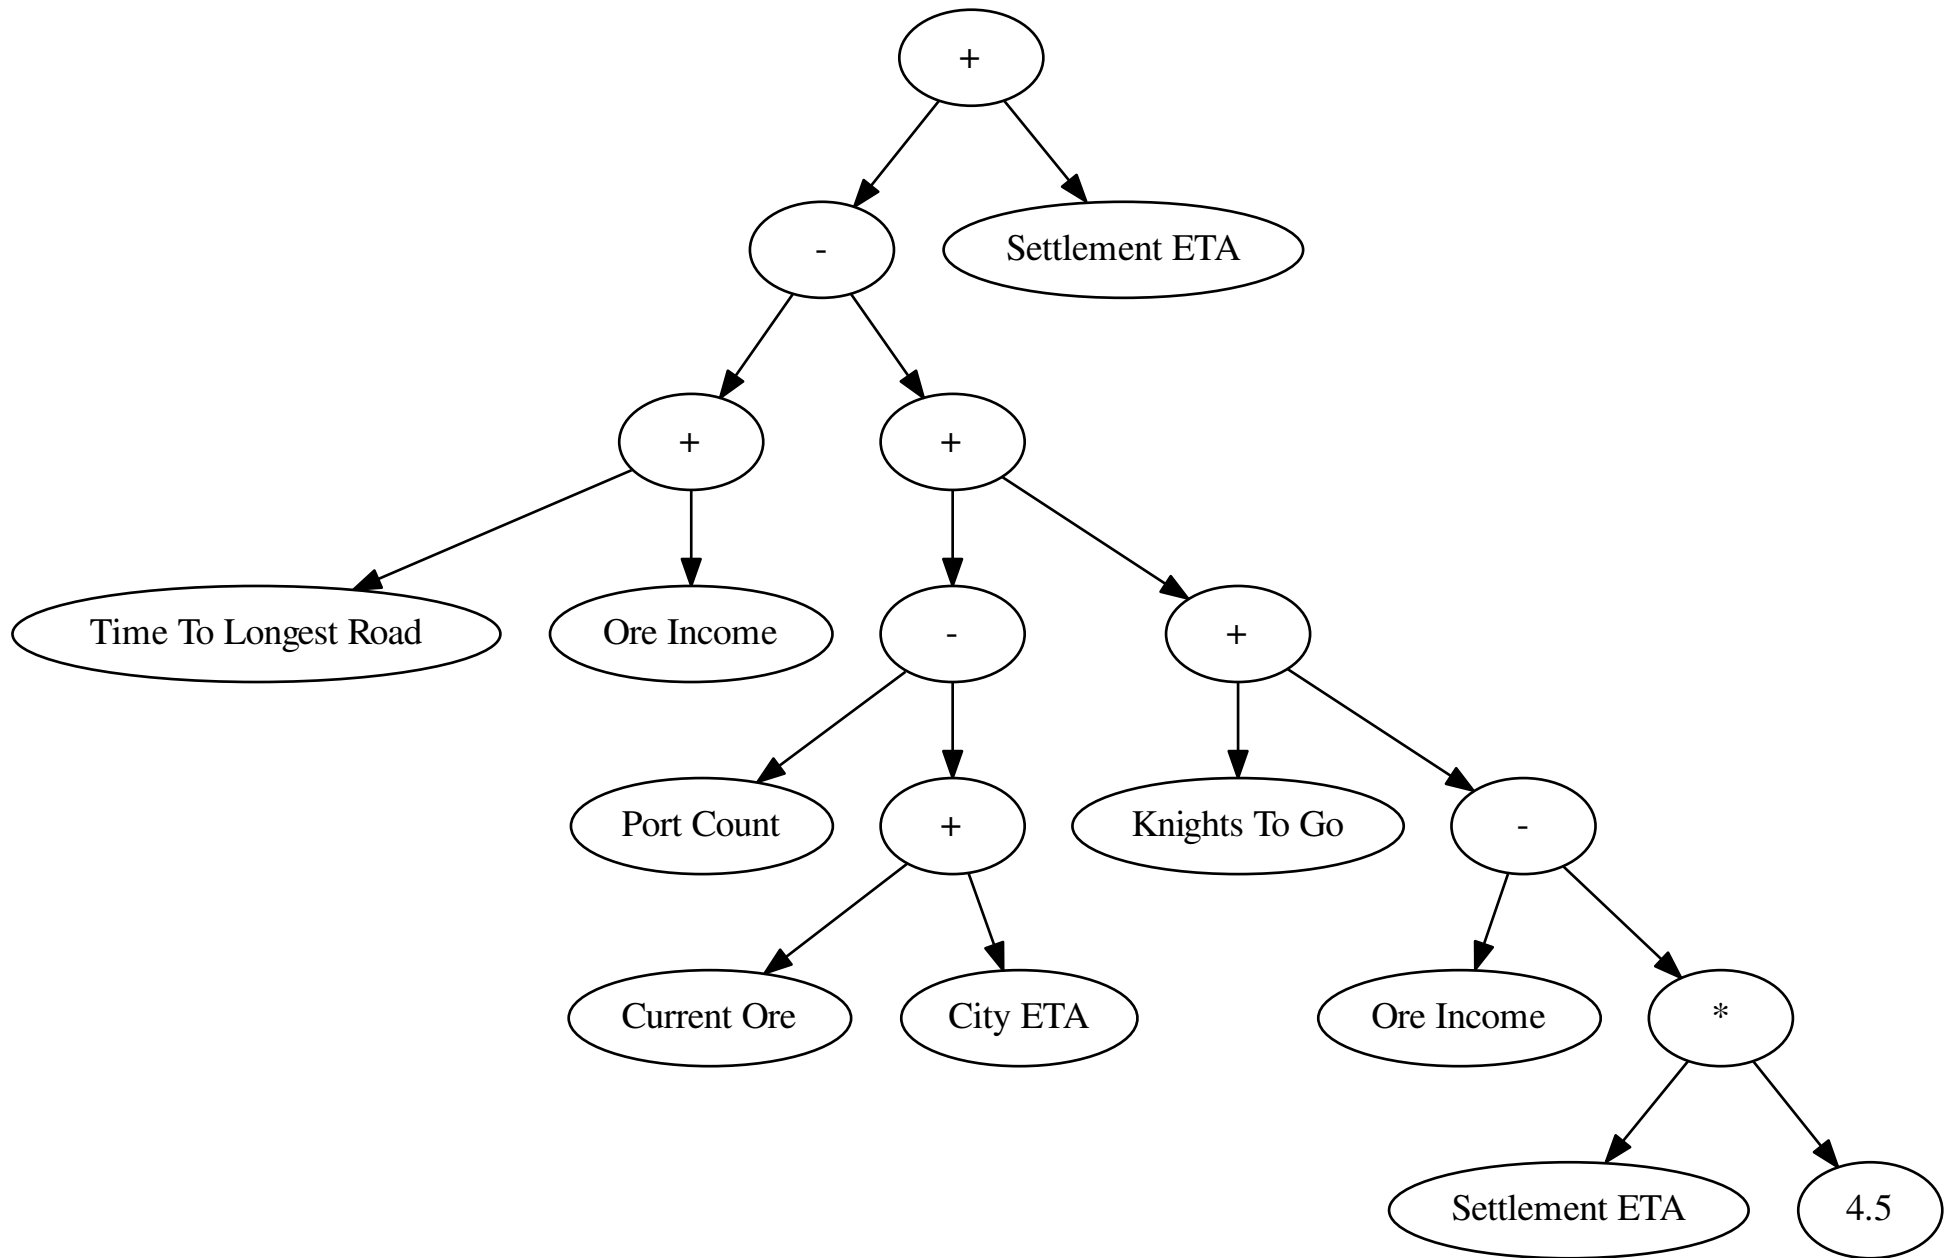 +
-
Settlement ETA
+
+
Time To Longest Road
Ore Income
-
+
Port Count
+
Knights To Go
-
Current Ore
City ETA
Ore Income
*
Settlement ETA
4.5